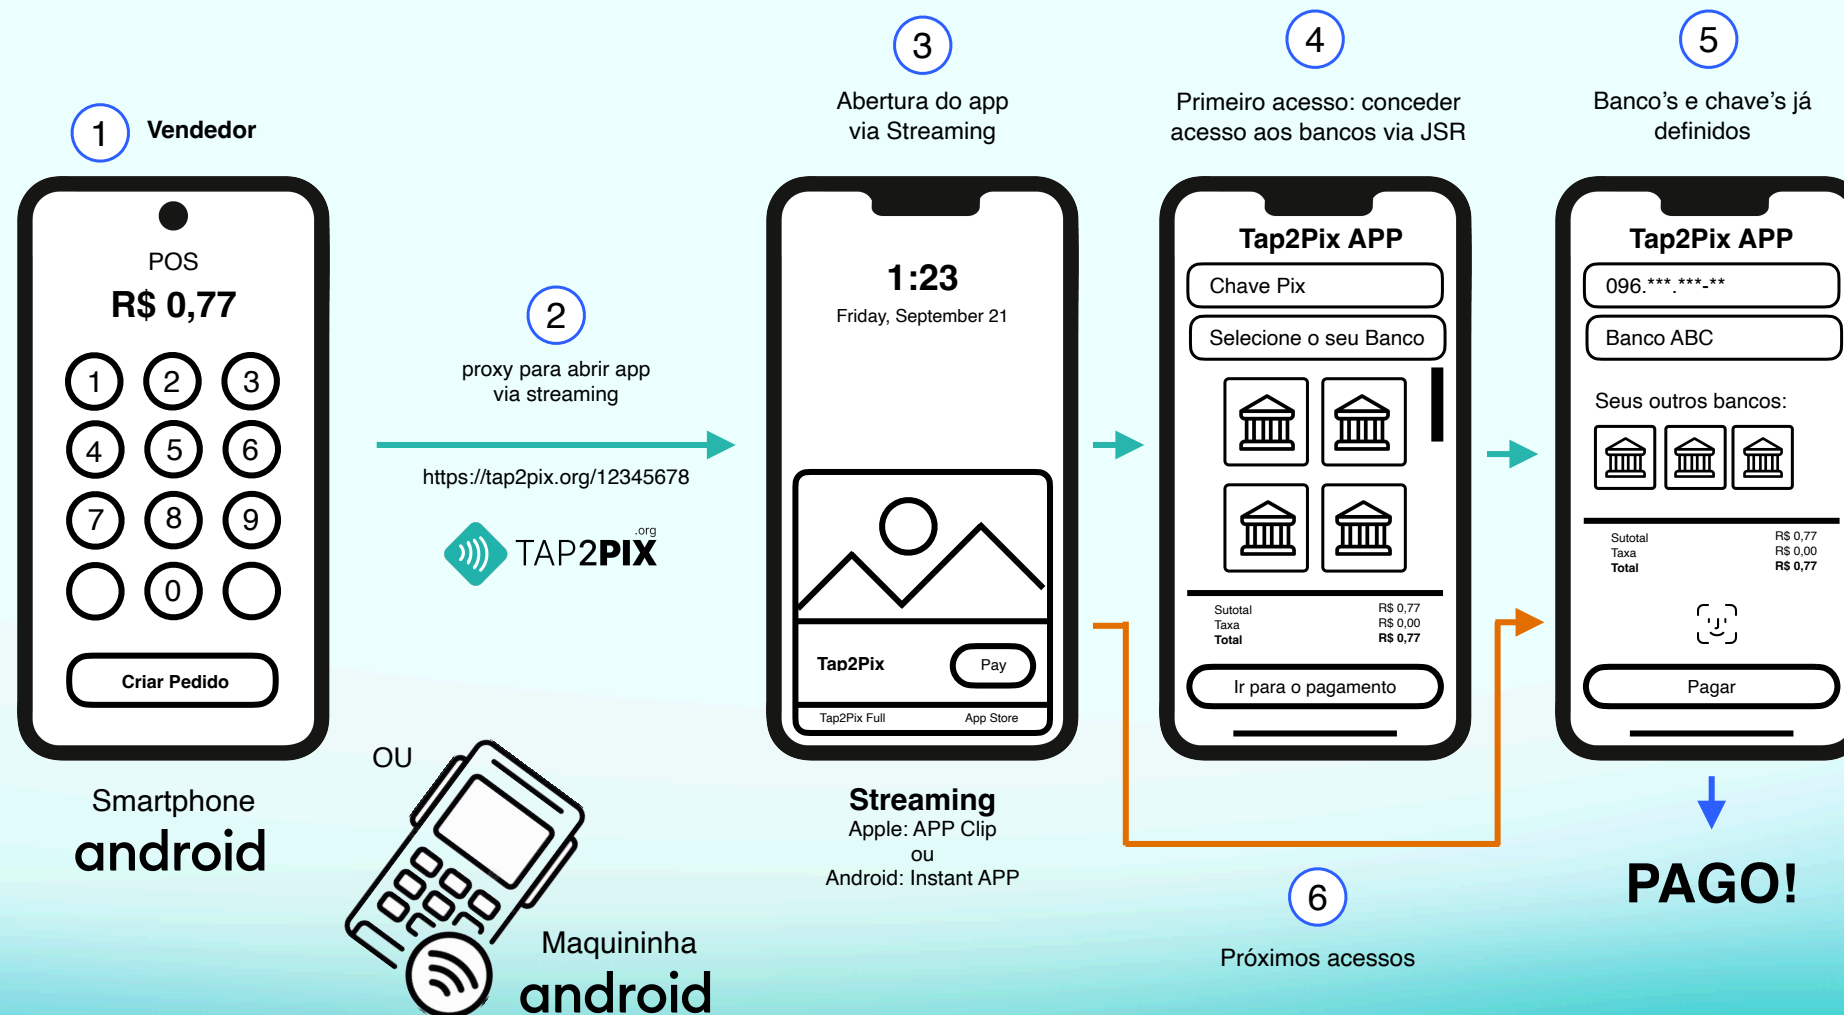 1
Vendedor
POS
R$ 0,77
1
2
3
4
5
6
7
8
9
0
Criar Pedido
Smartphone
android
OU
Maquininha
android
2
proxy para abrir app
via streaming
https://tap2pix.org/12345678
.org
TAP2PIX
3
Abertura do app
via Streaming
1:23
Friday, September 21
Tap2Pix
Pay
Tap2Pix Full
App Store
Streaming
Apple: APP Clip
ou
Android: Instant APP
4
Primeiro acesso: conceder
acesso aos bancos via JSR
Tap2Pix APP
Chave Pix
Selecione o seu Banco
Sutotal R$ 0,77
Taxa R$ 0,00
Total R$ 0,77
Ir para o pagamento
6
Próximos acessos
5
Banco’s e chave’s já
definidos
Tap2Pix APP
096.***.***-**
Banco ABC
Seus outros bancos:
Sutotal R$ 0,77
Taxa R$ 0,00
Total R$ 0,77
Pagar
PAGO!